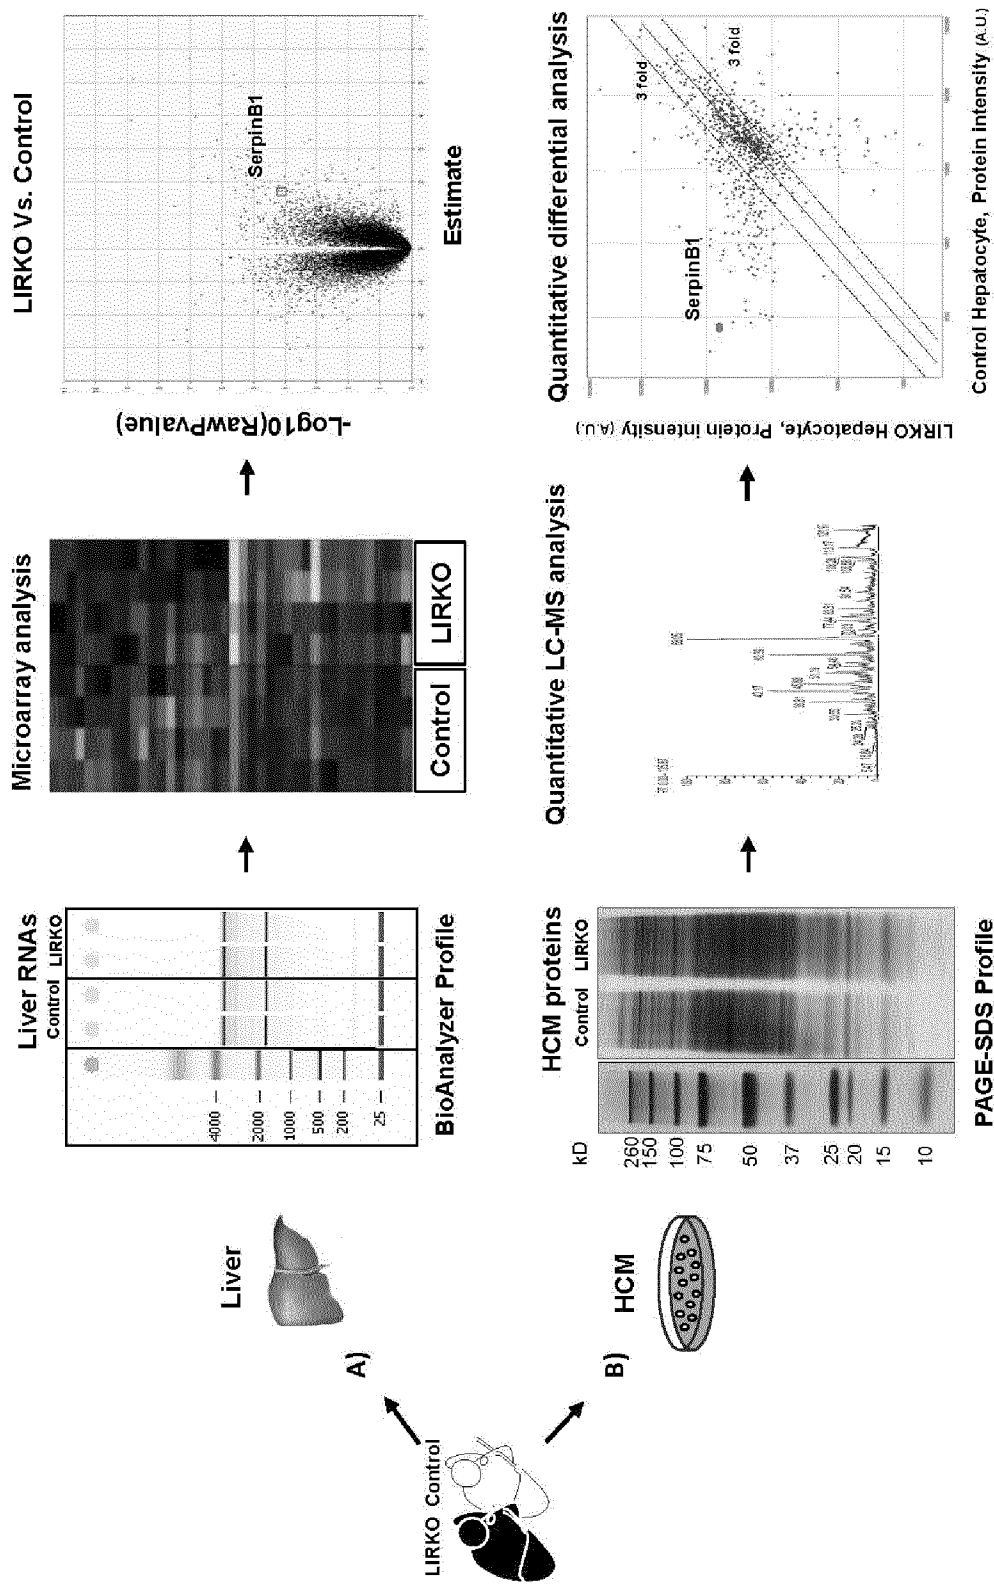 LIRKO Control
A)
Liver
Liver RNAs
Control LIRKO
4000
2000
1000
500
200
25
BioAnalyzer Profile
Microarray analysis
Control
LIRKO
LIRKO Vs. Control
-Log10(RawPvalue)
SerpinB1
Estimate
B)
HCM
HCM proteins
kD
Control LIRKO
260
150
100
75
50
37
25
20
15
10
PAGE-SDS Profile
Quantitative LC-MS analysis
Quantitative differential analysis
LIRKO Hepatocyte, Protein intensity (A.U.)
SerpinB1
3 fold
3 fold
Control Hepatocyte, Protein intensity (A.U.)